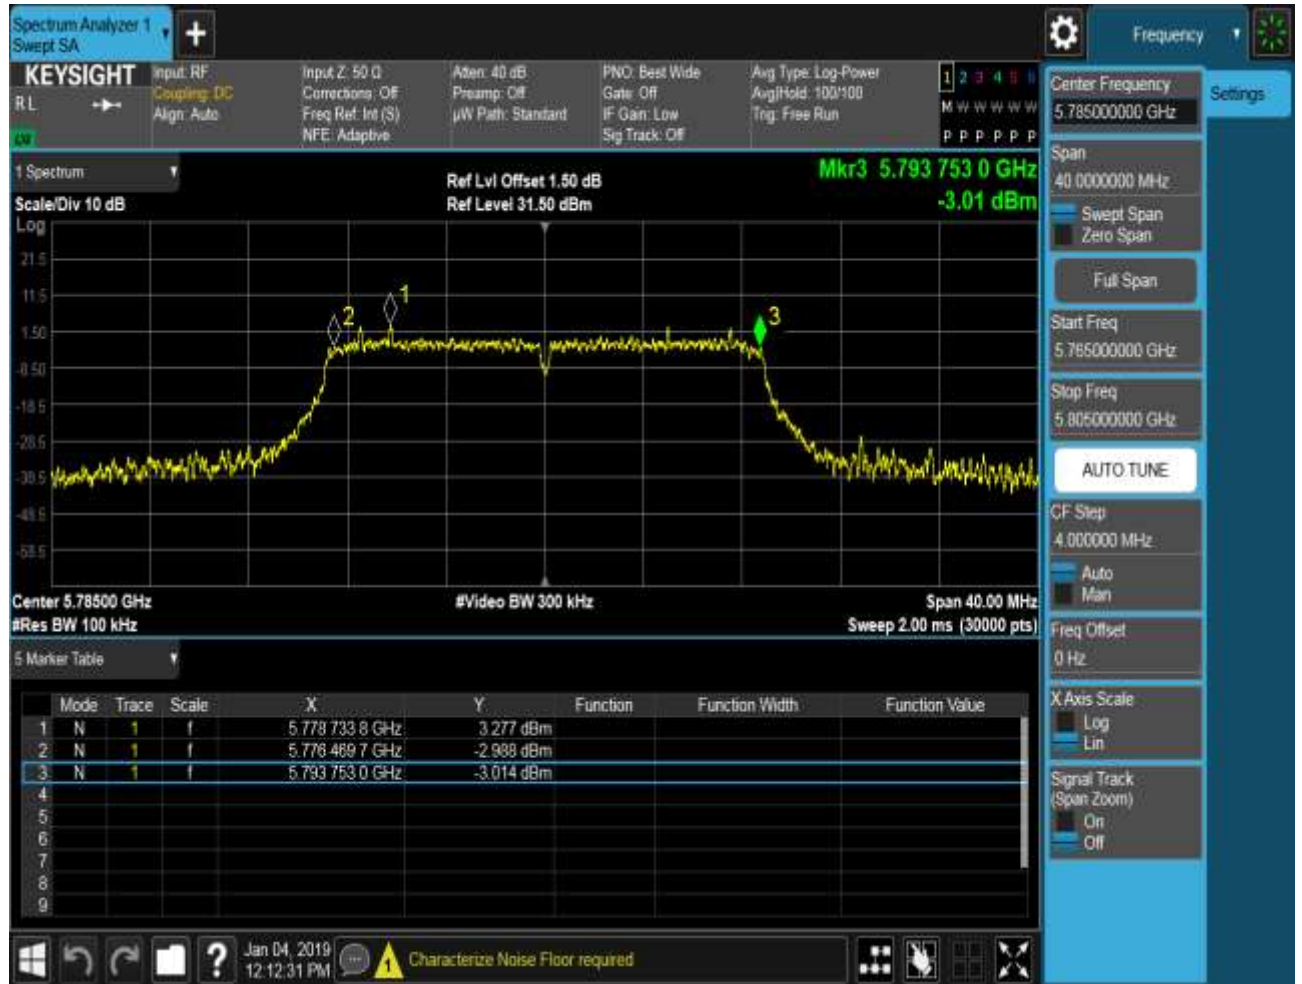 Spectrum Analyzer 1
Swept SA
Frequency
KEYSIGHT
R L
Input: RF
Coupling: DC
Align: Auto
Input Z: 50 Ω
Corrections: Off
Freq Ref: Int (S)
NFE: Adaptive
Atten: 40 dB
Preamp: Off
µW Path: Standard
PNO: Best Wide
Gate: Off
IF Gain: Low
Sig Track: Off
Avg Type: Log-Power
Avg|Hold: 100/100
Trig: Free Run
1 2 3 4 5 6
M W W W W W
P P P P P P
1 Spectrum
Scale/Div 10 dB
Ref Lvl Offset 1.50 dB
Ref Level 31.50 dBm
Mkr3 5.793 753 0 GHz
-3.01 dBm
Log
21.5
11.5
1.50
-8.50
-18.5
-28.5
-38.5
-48.5
-58.5
2
1
3
Center 5.78500 GHz
#Video BW 300 kHz
Span 40.00 MHz
#Res BW 100 kHz
Sweep 2.00 ms (30000 pts)
5 Marker Table
Mode Trace Scale X Y Function Function Width Function Value
1 N 1 f 5.778 733 8 GHz 3.277 dBm
2 N 1 f 5.776 469 7 GHz -2.988 dBm
3 N 1 f 5.793 753 0 GHz -3.014 dBm
4
5
6
7
8
9
Center Frequency
5.785000000 GHz
Settings
Span
40.0000000 MHz
Swept Span
Zero Span
Full Span
Start Freq
5.765000000 GHz
Stop Freq
5.805000000 GHz
AUTO TUNE
CF Step
4.000000 MHz
Auto
Man
Freq Offset
0 Hz
X Axis Scale
Log
Lin
Signal Track
(Span Zoom)
On
Off
?
Jan 04, 2019
12:12:31 PM
1
Characterize Noise Floor required